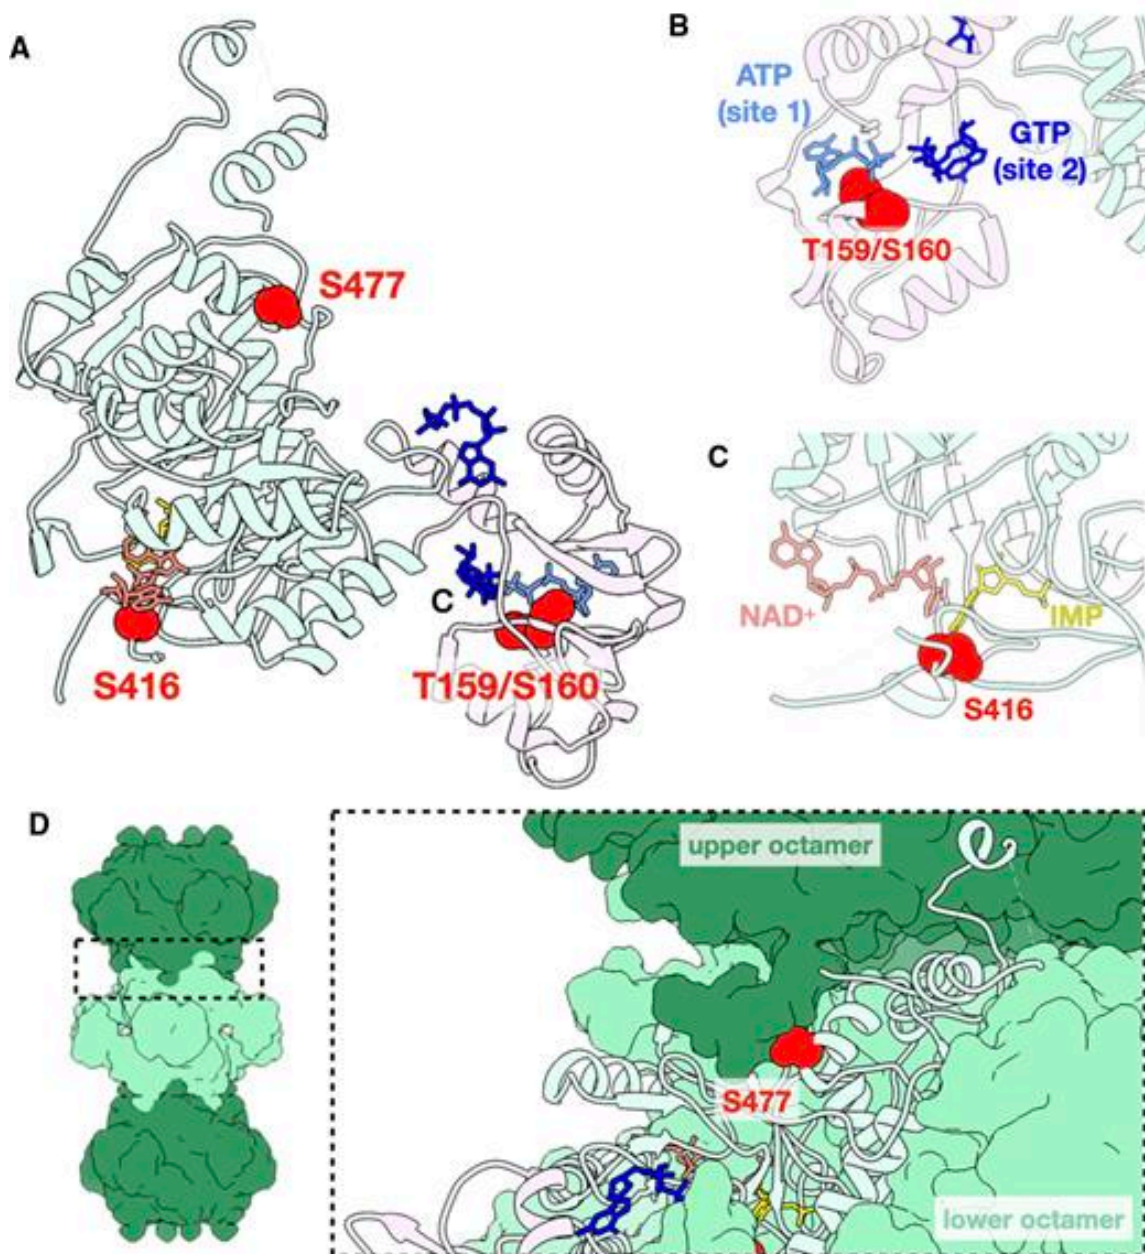 A
S477
C
S416
T159/S160
B
ATP
(site 1)
GTP
(site 2)
T159/S160
C
NAD+
IMP
S416
D
upper octamer
S477
lower octamer